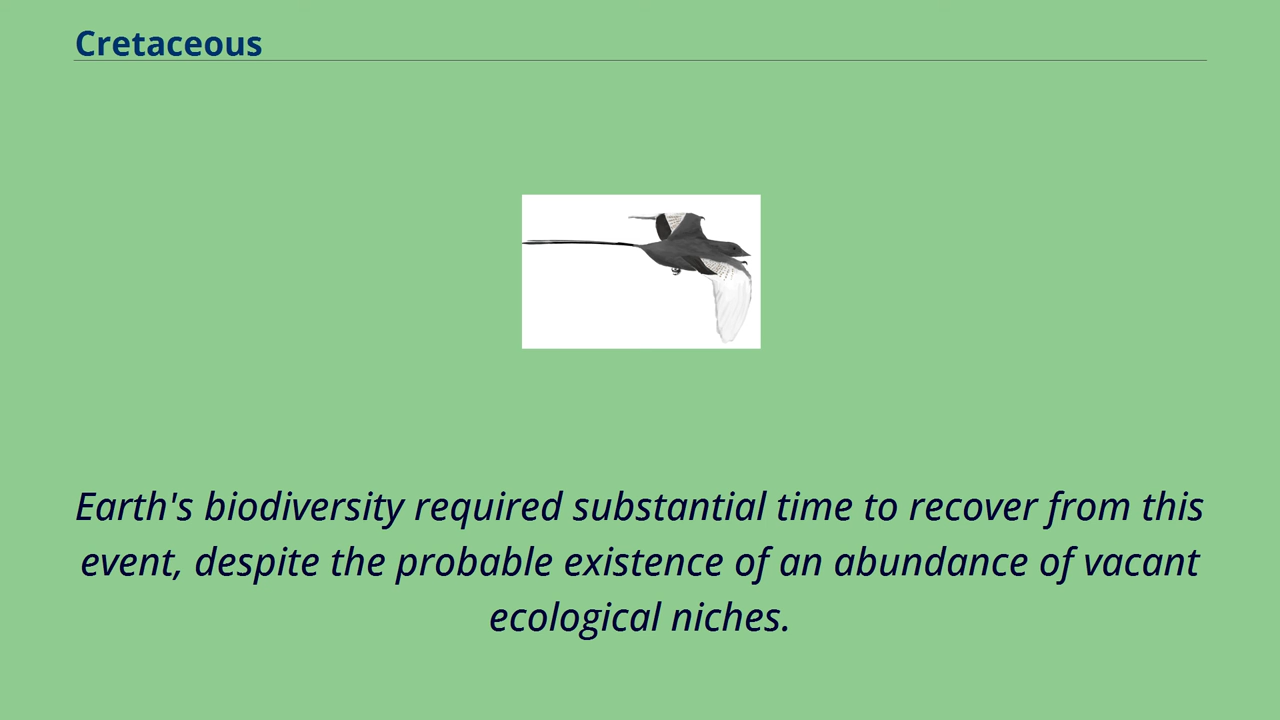 Cretaceous
Earth's biodiversity required substantial time to recover from this
event, despite the probable existence of an abundance of vacant
ecological niches.